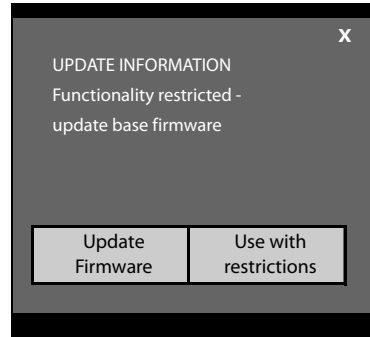 X
UPDATE INFORMATION
Functionality restricted -
update base firmware
Update
Firmware
Use with
restrictions